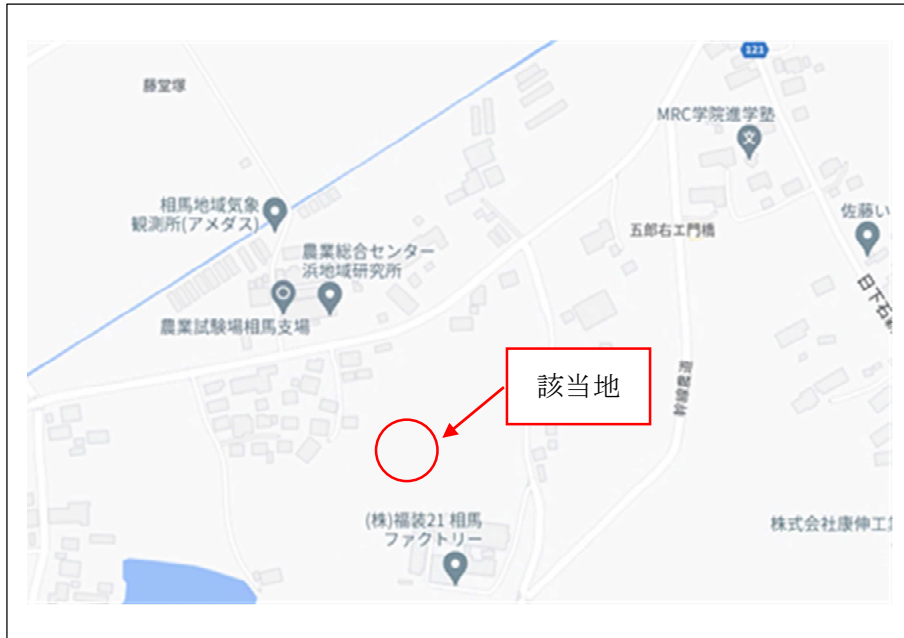 121
藤堂塚
MRC学院進学塾
文
相馬地域気象
観測所(アメダス)
佐藤い
五郎右エ門橋
農業総合センター
浜地域研究所
農業試験場相馬支場
日下石
該当地
(株)福装21 相馬
ファクトリー
株式会社康伸工業